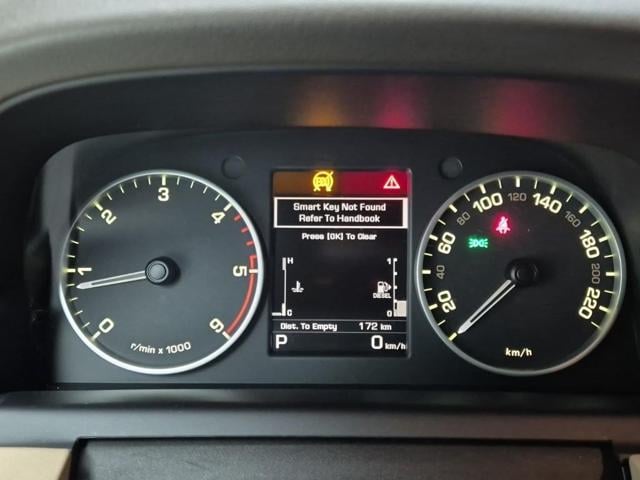 0 1 2 3 4 5 6
r/min x 1000
Smart Key Not Found
Refer To Handbook
Press [OK] To Clear
H 1
DIESEL
C 0
Dist. To Empty 172 km
P 0 km/h
20 40 60 80 100 120 140 160 180 200 220
km/h